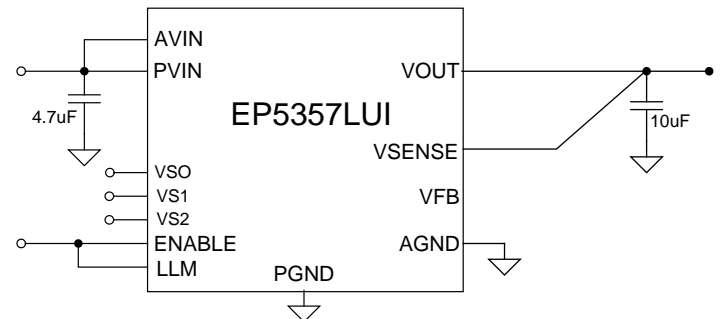 AVIN
PVIN
VOUT
4.7uF
EP5357LUI
10uF
VSENSE
VSO
VS1
VFB
VS2
ENABLE
AGND
LLM
PGND